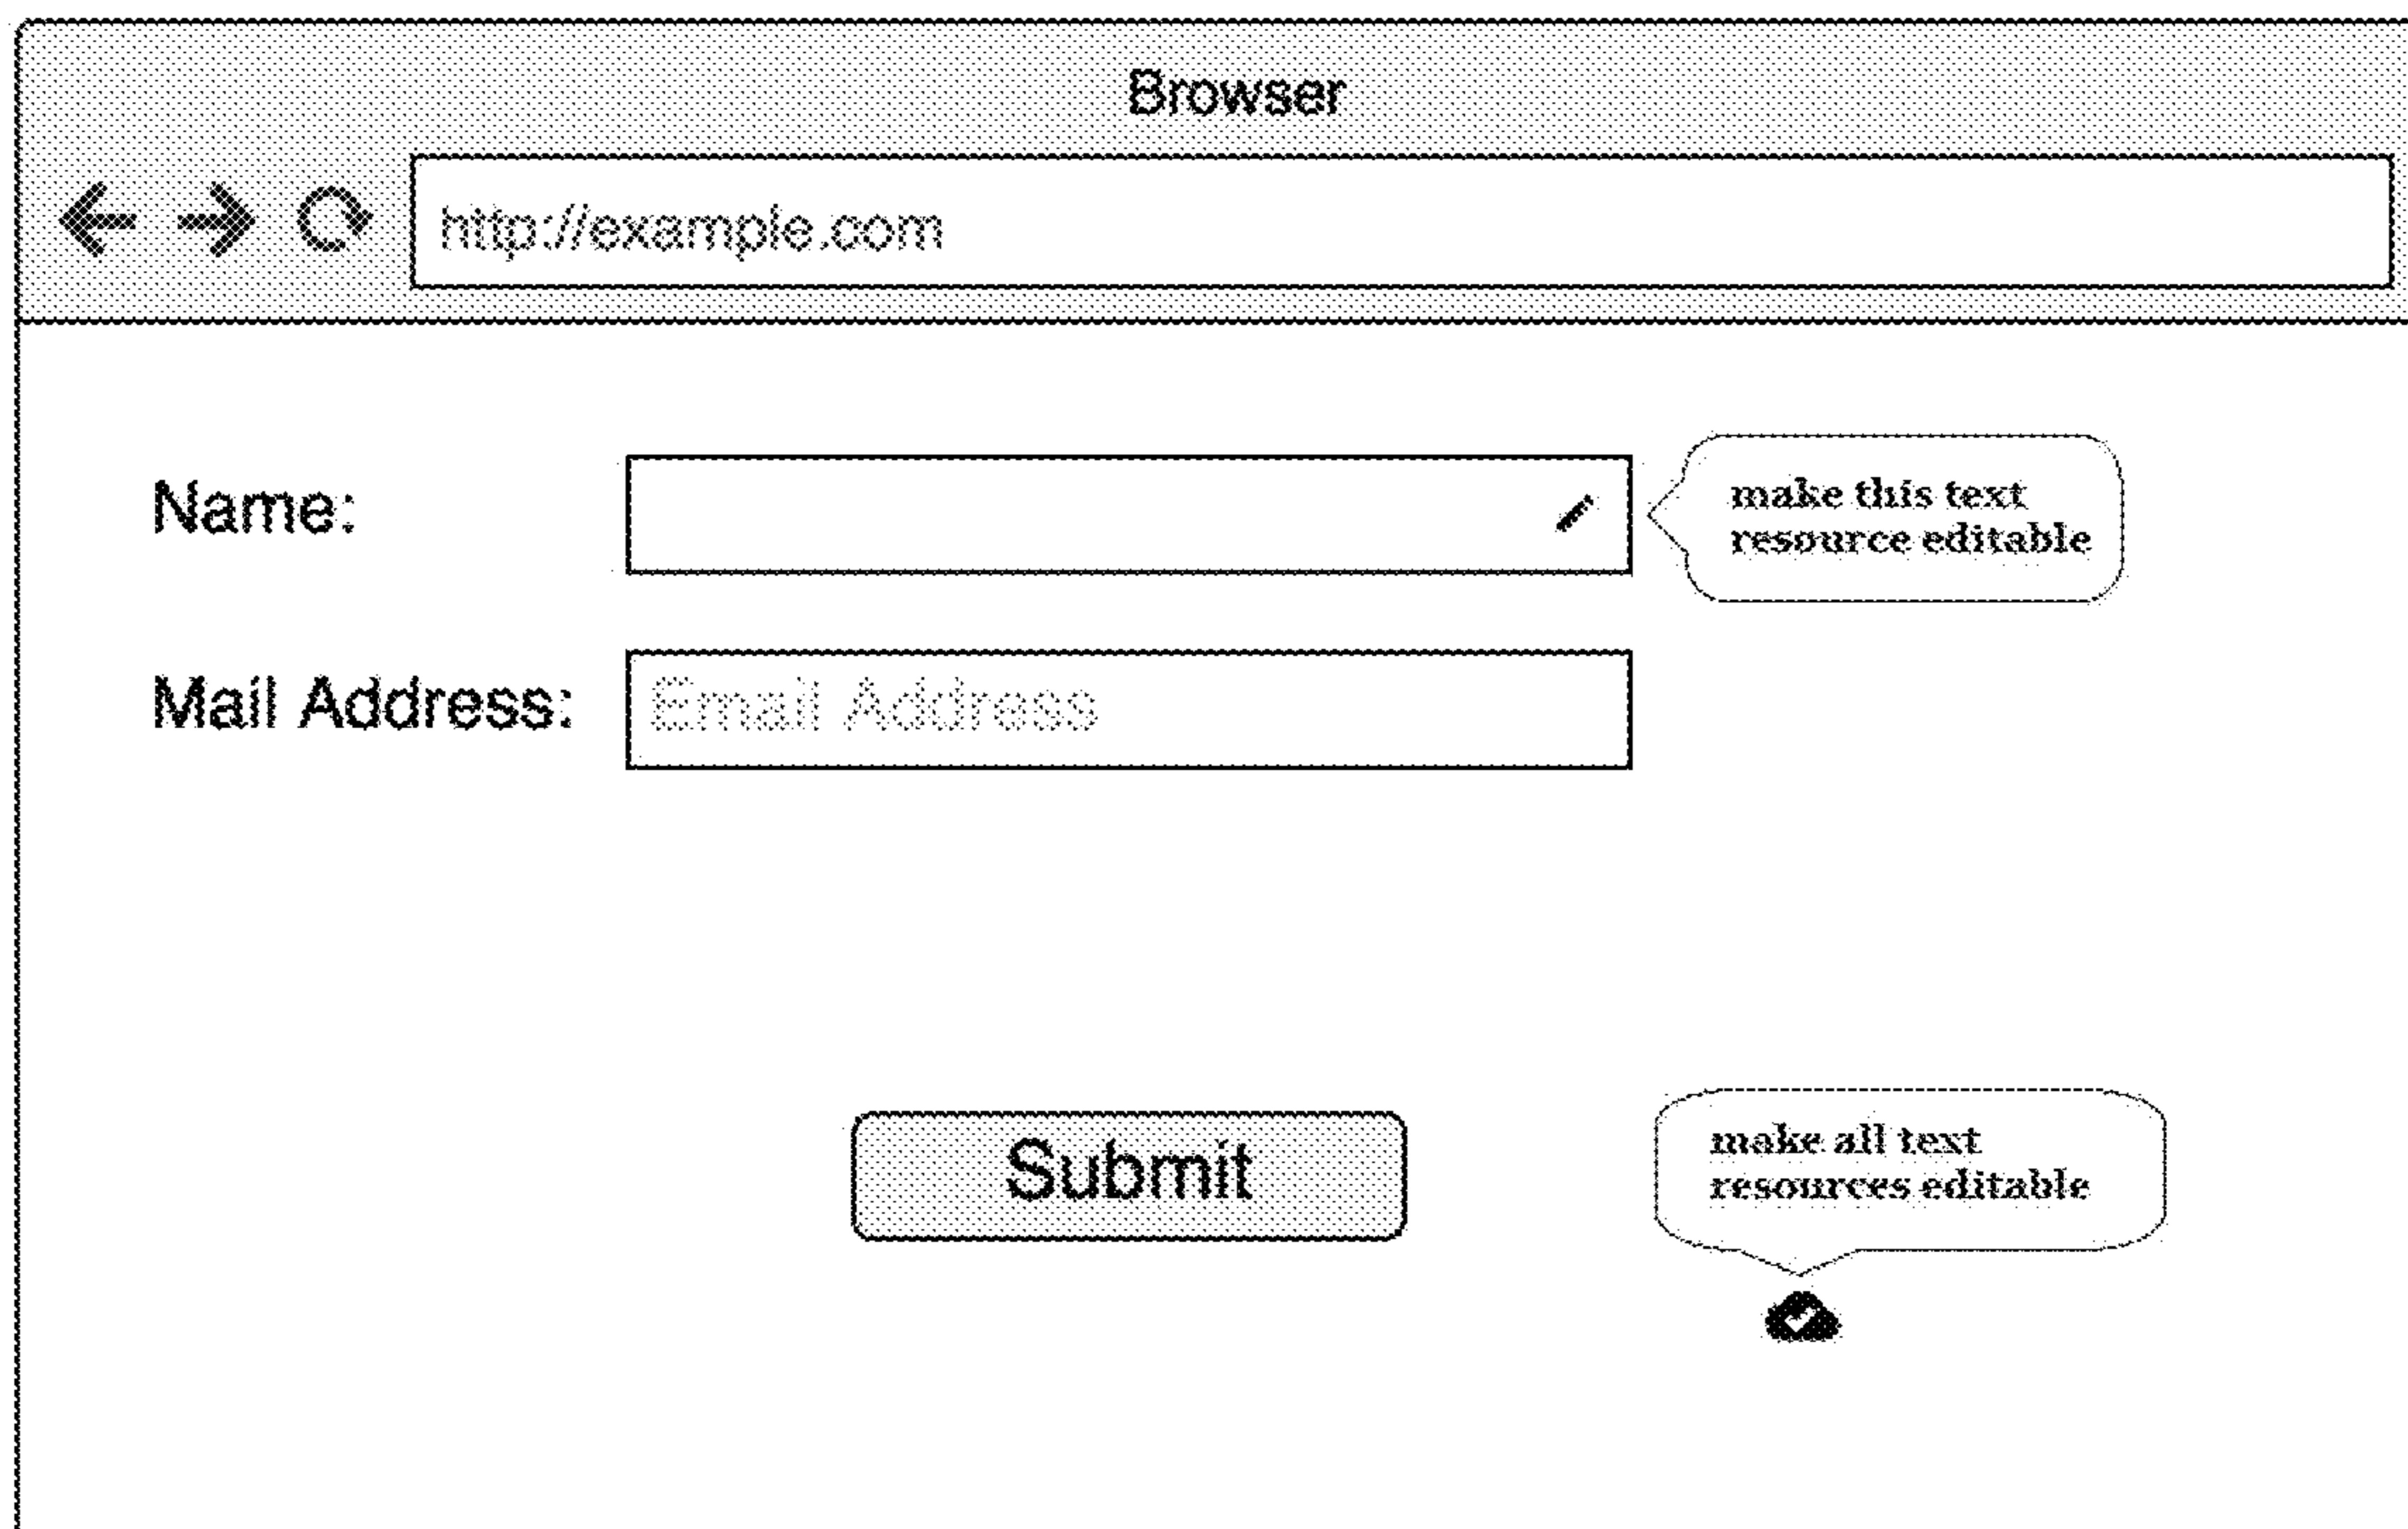 Browser
http://example.com
Name:
make this text
resource editable
Mail Address:
Email Address
Submit
make all text
resources editable